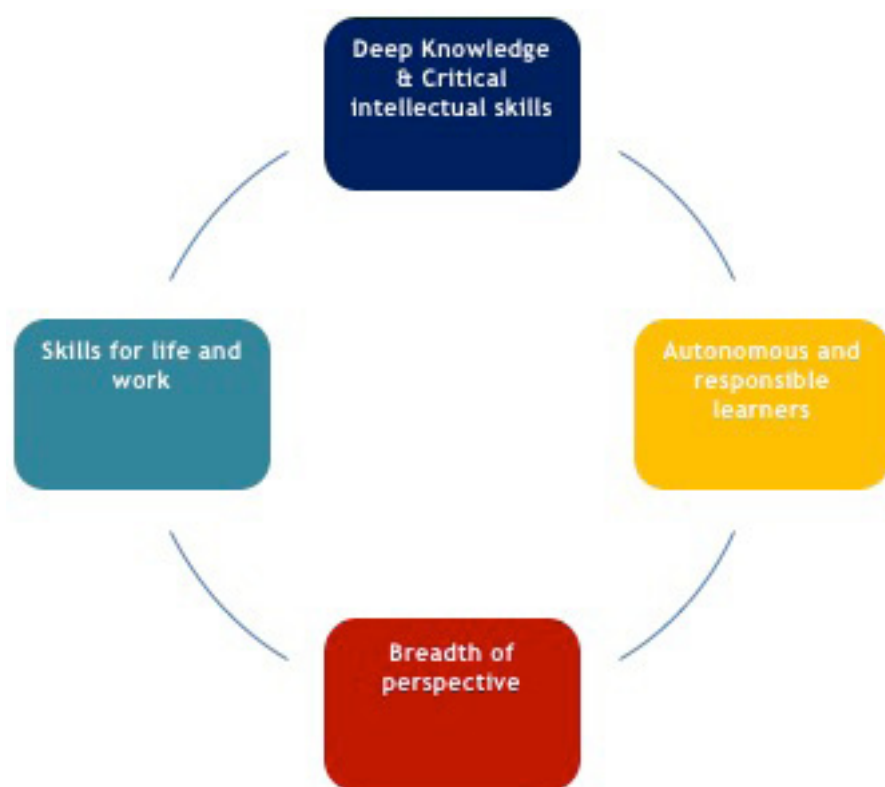 Deep Knowledge
& Critical
intellectual skills
Skills for life and
work
Autonomous and
responsible
learners
Breadth of
perspective